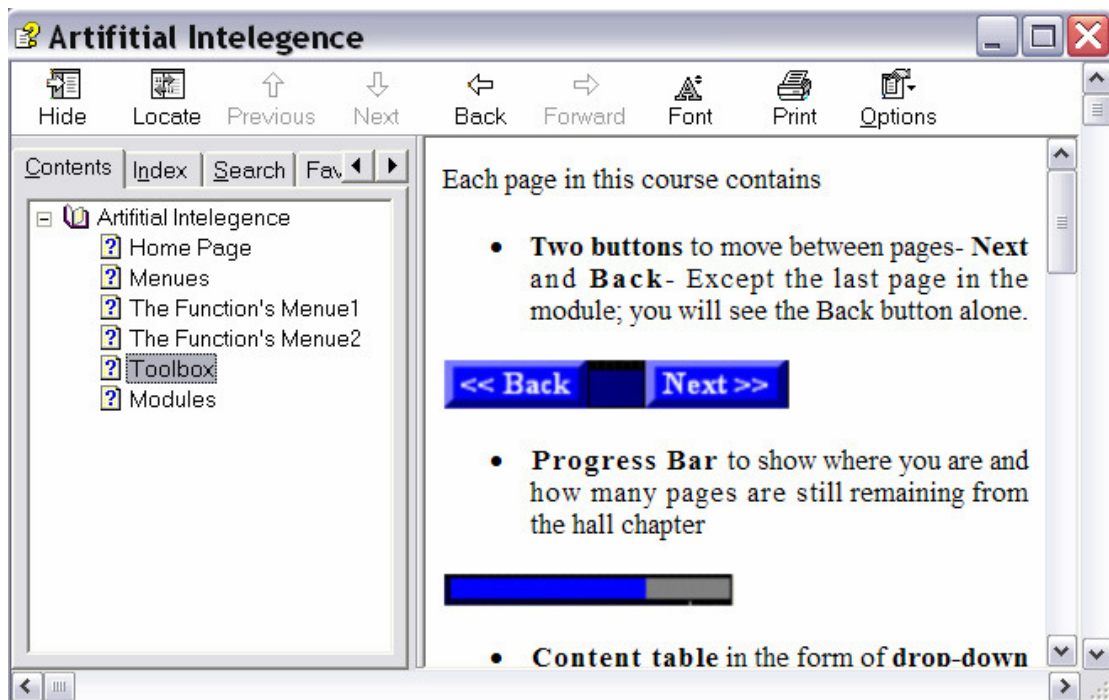 Artifitial Intelegence
Hide Locate Previous Next Back Forward Font Print Options
Contents Index Search Fav
Artifitial Intelegence
Home Page
Menues
The Function's Menue1
The Function's Menue2
Toolbox
Modules
Each page in this course contains
• Two buttons to move between pages- Next
and Back- Except the last page in the
module; you will see the Back button alone.
<< Back Next >>
• Progress Bar to show where you are and
how many pages are still remaining from
the hall chapter
• Content table in the form of drop-down